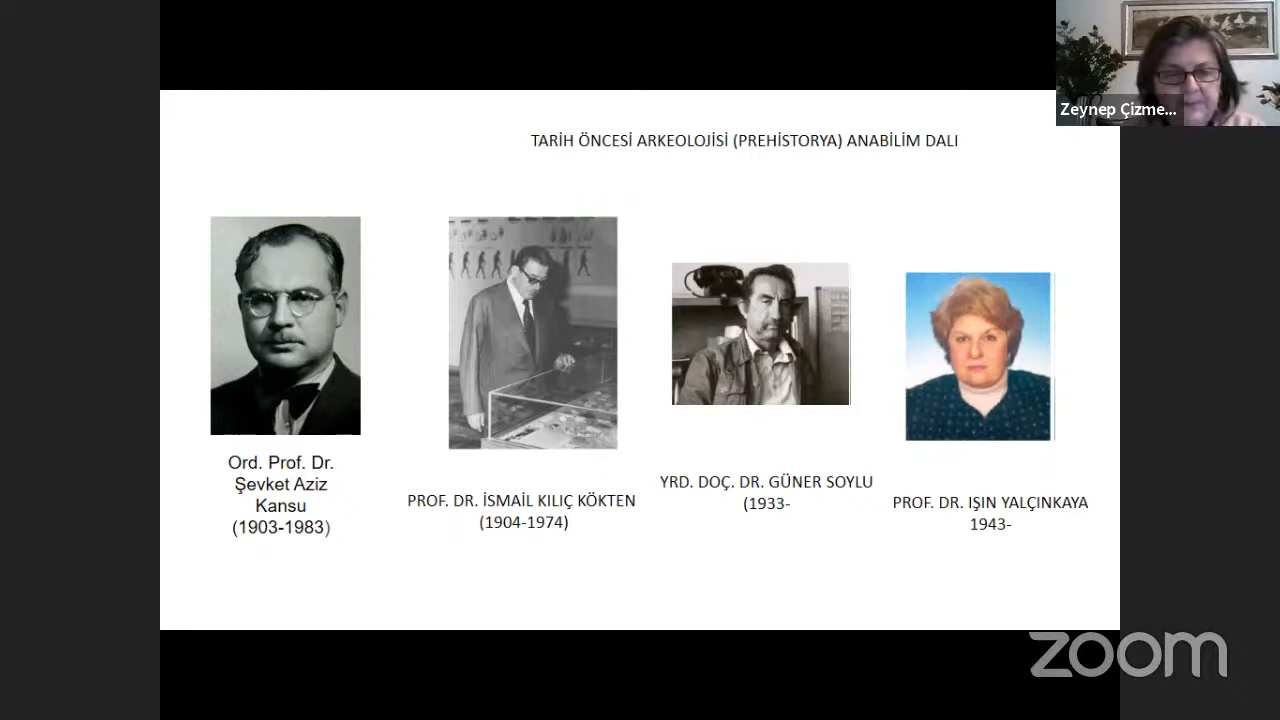 Zeynep Çizme...
TARİH ÖNCESİ ARKEOLOJİSİ (PREHİSTORYA) ANABİLİM DALI
Ord. Prof. Dr.
Şevket Aziz
Kansu
(1903-1983)
PROF. DR. İSMAİL KILIÇ KÖKTEN
(1904-1974)
YRD. DOÇ. DR. GÜNER SOYLU
(1933-
PROF. DR. IŞIN YALÇINKAYA
1943-
zoom